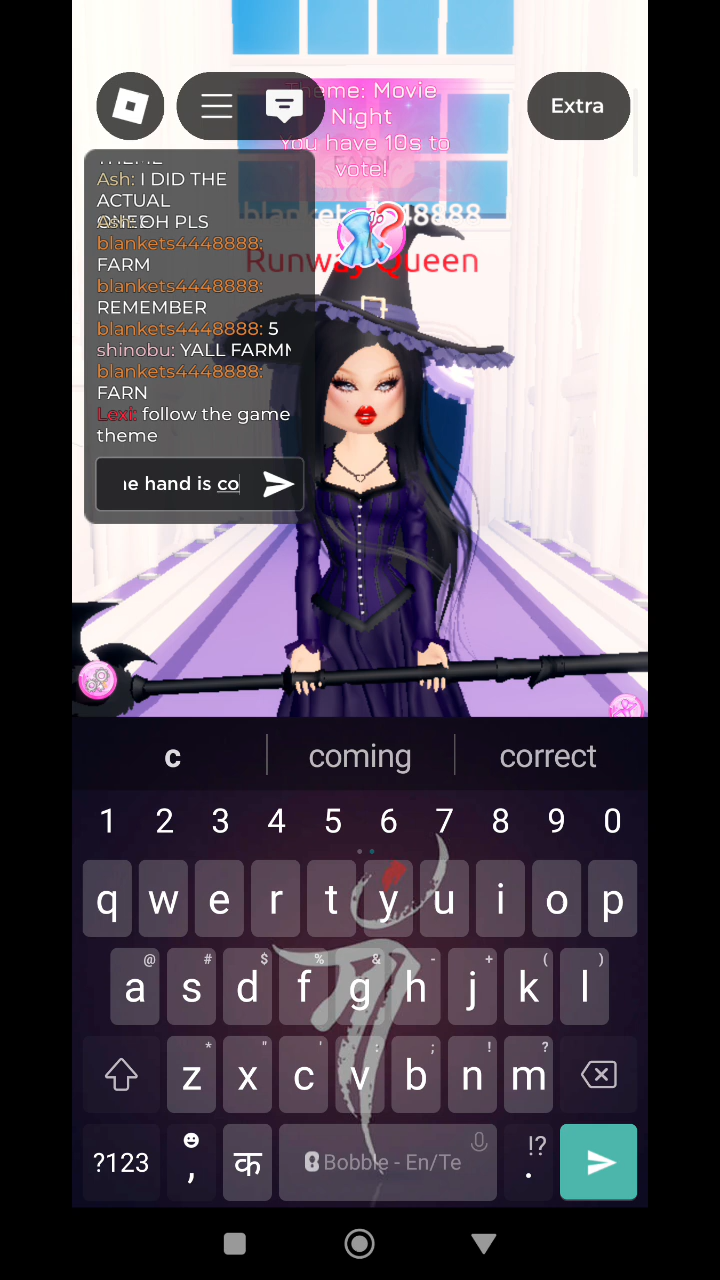 Extra
Theme: Movie
Night
You have 10s to
vote!
Ash: I DID THE
ACTUAL
OH PLS
blankets4448888:
FARM
blankets4448888:
REMEMBER
blankets4448888: 5
shinobu: YALL FARMN
blankets4448888:
FARN
Lexi: follow the game
theme
Runway Queen
e hand is co
c coming correct
1 2 3 4 5 6 7 8 9 0
q w e r t y u i o p
@ # $ % & - + ( )
a s d f g h j k l
* " ' : ; ! ?
z x c v b n m
?123 , क Bobble - En/Te !? .